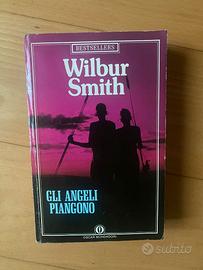 BESTSELLERS
Wilbur
Smith
GLI ANGELI
PIANGONO
OSCAR MONDADORI
subito